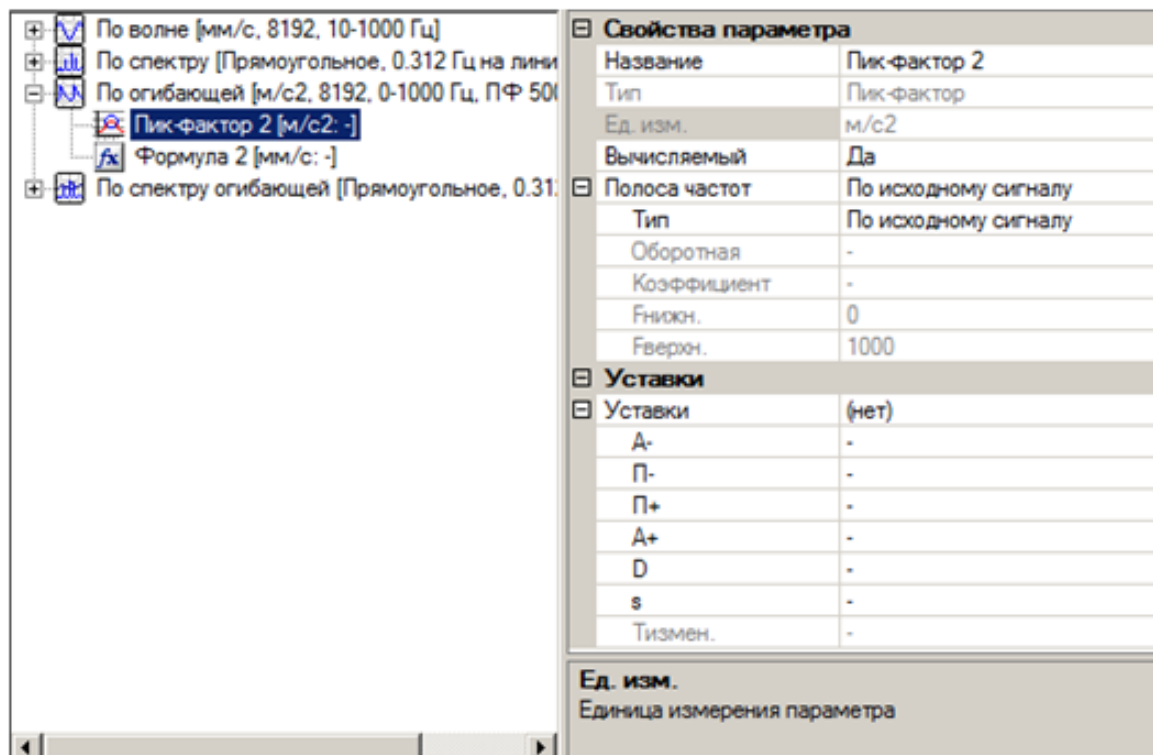 По волне [мм/с, 8192, 10-1000 Гц]
По спектру [Прямоугольное, 0.312 Гц на лини
По огибающей [м/с2, 8192, 0-1000 Гц, ПФ 500
Пик-фактор 2 [м/с2: -]
fx Формула 2 [мм/с: -]
По спектру огибающей [Прямоугольное, 0.31
Свойства параметра
Название Пик-фактор 2
Тип Пик-фактор
Ед. изм. м/с2
Вычисляемый Да
Полоса частот По исходному сигналу
Тип По исходному сигналу
Оборотная -
Коэффициент -
Fнижн. 0
Fверхн. 1000
Уставки
Уставки (нет)
А- -
П- -
П+ -
А+ -
D -
s -
Тизмен. -
Ед. изм.
Единица измерения параметра